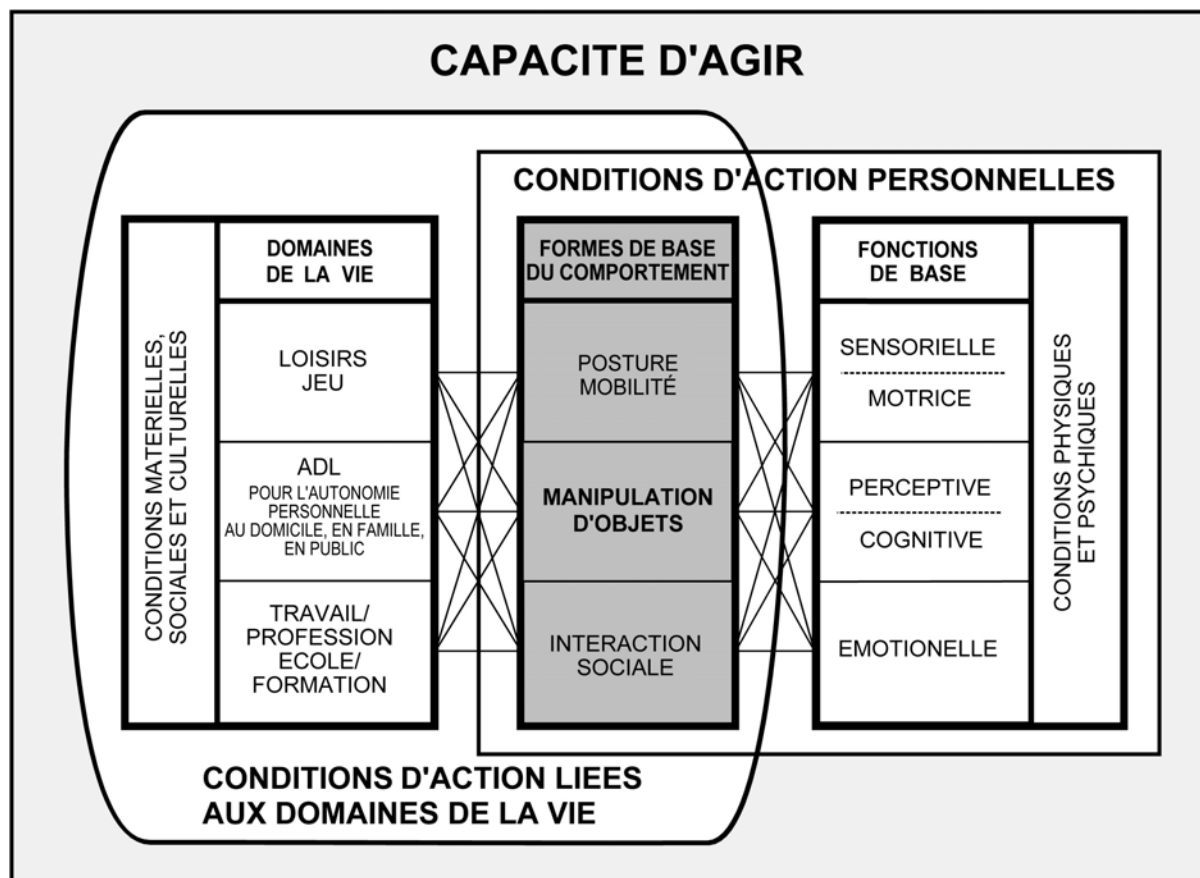 CAPACITE D'AGIR
CONDITIONS D'ACTION PERSONNELLES
CONDITIONS MATERIELLES,
SOCIALES ET CULTURELLES
DOMAINES
DE LA VIE
LOISIRS
JEU
ADL
POUR L'AUTONOMIE
PERSONNELLE
AU DOMICILE, EN FAMILLE,
EN PUBLIC
TRAVAIL/
PROFESSION
ECOLE/
FORMATION
FORMES DE BASE
DU COMPORTEMENT
POSTURE
MOBILITÉ
MANIPULATION
D'OBJETS
INTERACTION
SOCIALE
FONCTIONS
DE BASE
SENSORIELLE
MOTRICE
PERCEPTIVE
COGNITIVE
EMOTIONELLE
CONDITIONS PHYSIQUES
ET PSYCHIQUES
CONDITIONS D'ACTION LIEES
AUX DOMAINES DE LA VIE